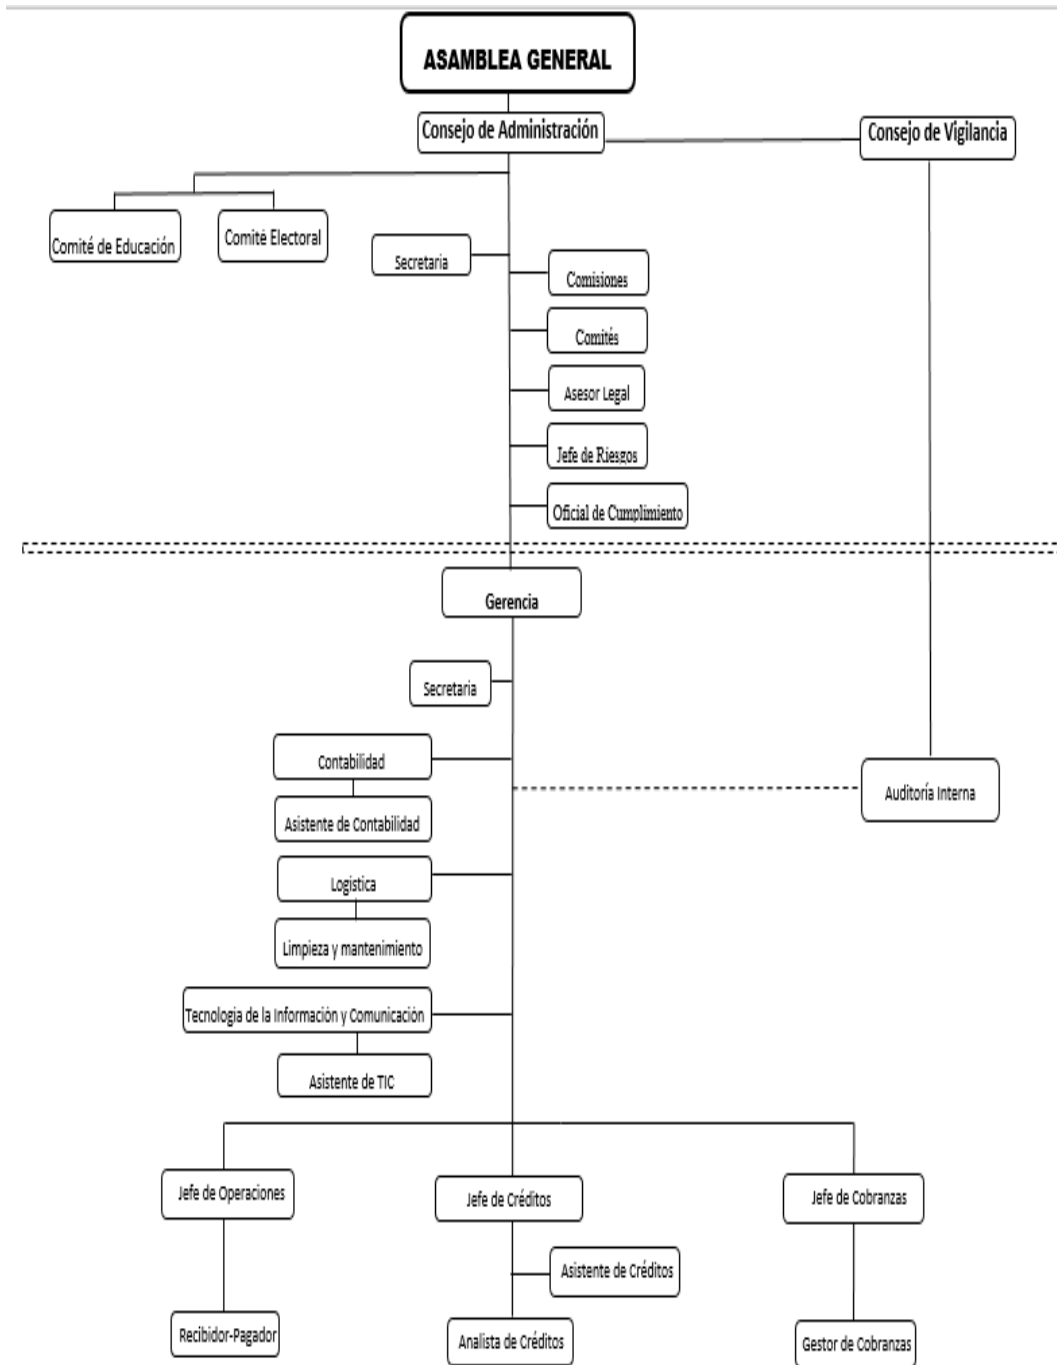 ASAMBLEA GENERAL
Consejo de Administración
Consejo de Vigilancia
Comité de Educación
Comité Electoral
Secretaria
Comisiones
Comités
Asesor Legal
Jefe de Riesgos
Oficial de Cumplimiento
Gerencia
Secretaria
Contabilidad
Auditoría Interna
Asistente de Contabilidad
Logistica
Limpieza y mantenimiento
Tecnologia de la Información y Comunicación
Asistente de TIC
Jefe de Operaciones
Jefe de Créditos
Jefe de Cobranzas
Asistente de Créditos
Recibidor-Pagador
Analista de Créditos
Gestor de Cobranzas